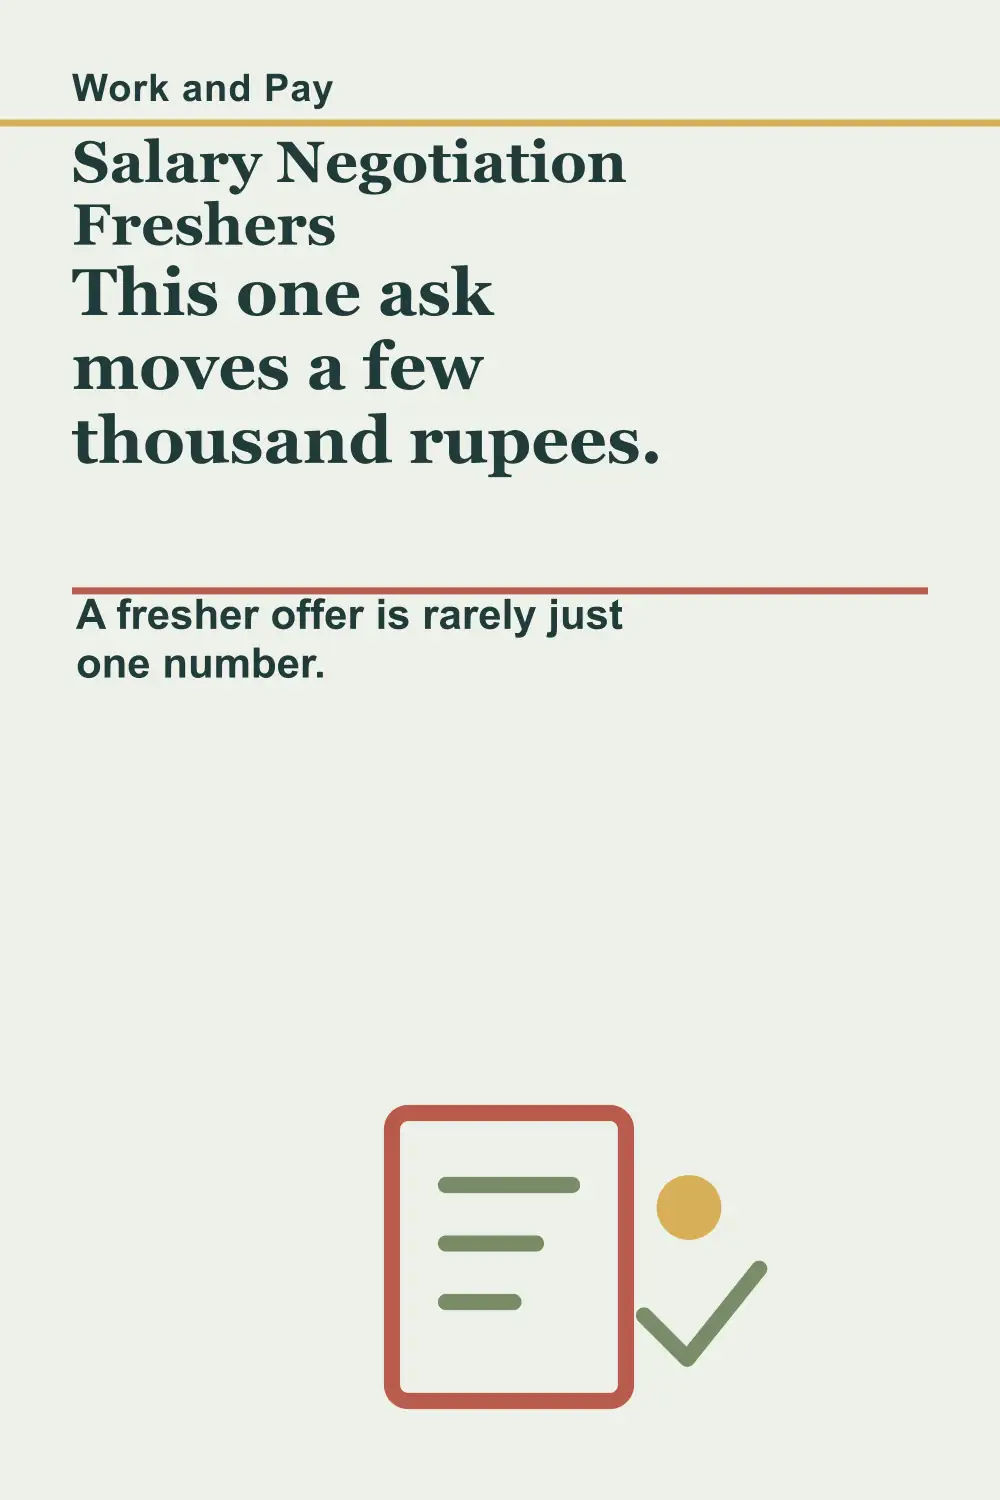 Work and Pay
Salary Negotiation
Freshers
This one ask
moves a few
thousand rupees.
A fresher offer is rarely just
one number.